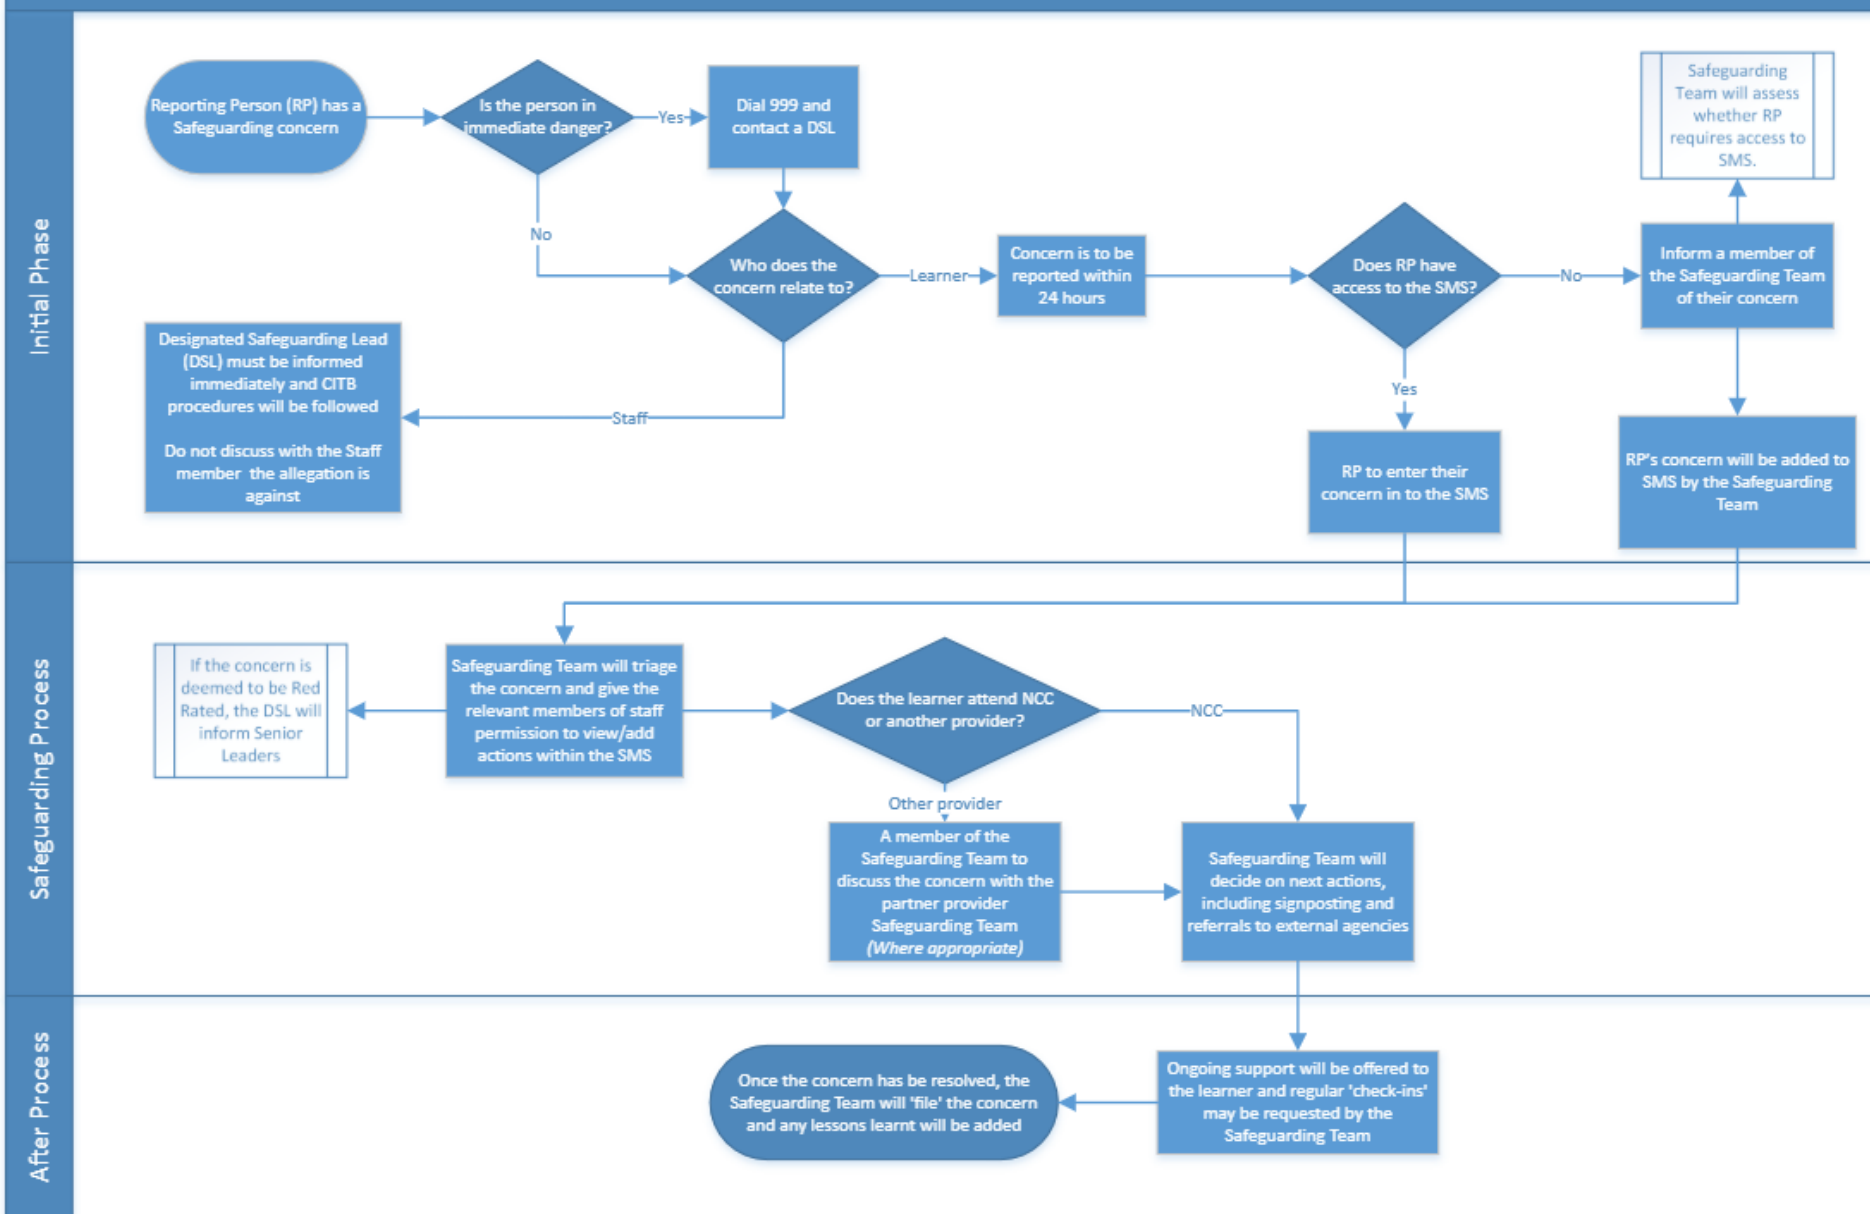 Initial Phase
Reporting Person (RP) has a
Safeguarding concern
Is the person in
immediate danger?
Yes
Dial 999 and
contact a DSL
No
Who does the
concern relate to?
Learner
Concern is to be
reported within
24 hours
Does RP have
access to the SMS?
No
Inform a member of
the Safeguarding Team
of their concern
Safeguarding
Team will assess
whether RP
requires access to
SMS.
Staff
Designated Safeguarding Lead
(DSL) must be informed
immediately and CITB
procedures will be followed
Do not discuss with the Staff
member the allegation is
against
Yes
RP to enter their
concern in to the SMS
RP's concern will be added to
SMS by the Safeguarding
Team
Safeguarding Process
If the concern is
deemed to be Red
Rated, the DSL will
inform Senior
Leaders
Safeguarding Team will triage
the concern and give the
relevant members of staff
permission to view/add
actions within the SMS
Does the learner attend NCC
or another provider?
NCC
Other provider
A member of the
Safeguarding Team to
discuss the concern with the
partner provider
Safeguarding Team
(Where appropriate)
Safeguarding Team will
decide on next actions,
including signposting and
referrals to external agencies
After Process
Once the concern has be resolved, the
Safeguarding Team will 'file' the concern
and any lessons learnt will be added
Ongoing support will be offered to
the learner and regular 'check-ins'
may be requested by the
Safeguarding Team